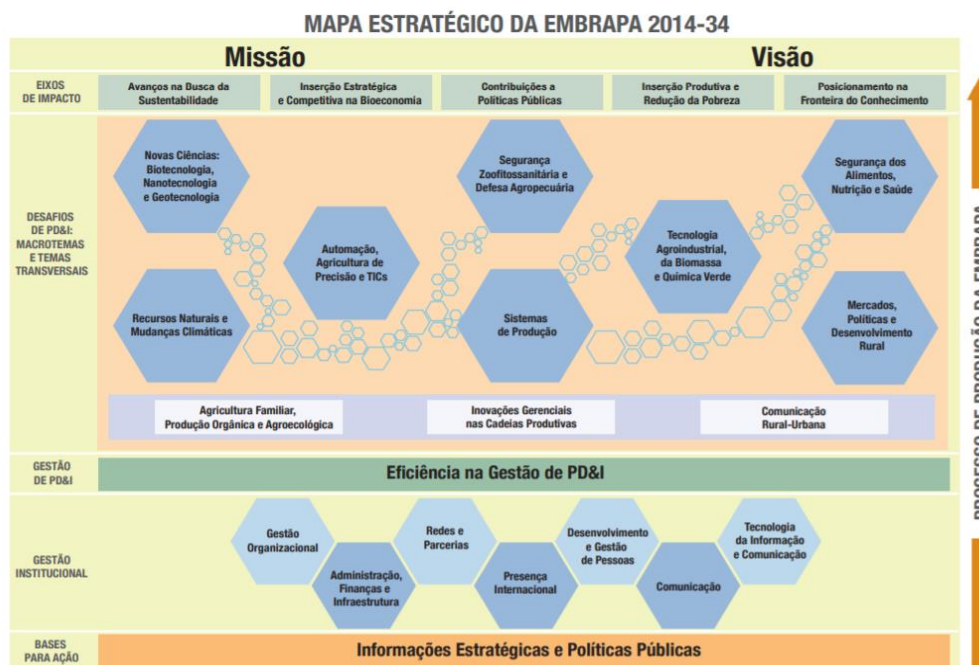 MAPA ESTRATÉGICO DA EMBRAPA 2014-34
Missão
Visão
EIXOS
DE IMPACTO
Avanços na Busca da
Sustentabilidade
Inserção Estratégica
e Competitiva na Bioeconomia
Contribuições a
Políticas Públicas
Inserção Produtiva e
Redução da Pobreza
Posicionamento na
Fronteira do Conhecimento
DESAFIOS
DE PD&I:
MACROTEMAS
E TEMAS
TRANSVERSAIS
Novas Ciências:
Biotecnologia,
Nanotecnologia
e Geotecnologia
Segurança
Zoofitossanitária e
Defesa Agropecuária
Segurança dos
Alimentos,
Nutrição e Saúde
Automação,
Agricultura de
Precisão e TICs
Tecnologia
Agroindustrial,
da Biomassa
e Química Verde
Recursos Naturais e
Mudanças Climáticas
Sistemas
de Produção
Mercados,
Políticas e
Desenvolvimento
Rural
Agricultura Familiar,
Produção Orgânica e Agroecológica
Inovações Gerenciais
nas Cadeias Produtivas
Comunicação
Rural-Urbana
GESTÃO
DE PD&I
Eficiência na Gestão de PD&I
GESTÃO
INSTITUCIONAL
Gestão
Organizacional
Redes e
Parcerias
Desenvolvimento
e Gestão
de Pessoas
Tecnologia
da Informação
e Comunicação
Administração,
Finanças e
Infraestrutura
Presença
Internacional
Comunicação
BASES
PARA AÇÃO
Informações Estratégicas e Políticas Públicas
PROCESSO DE PRODUÇÃO DA EMBRAPA